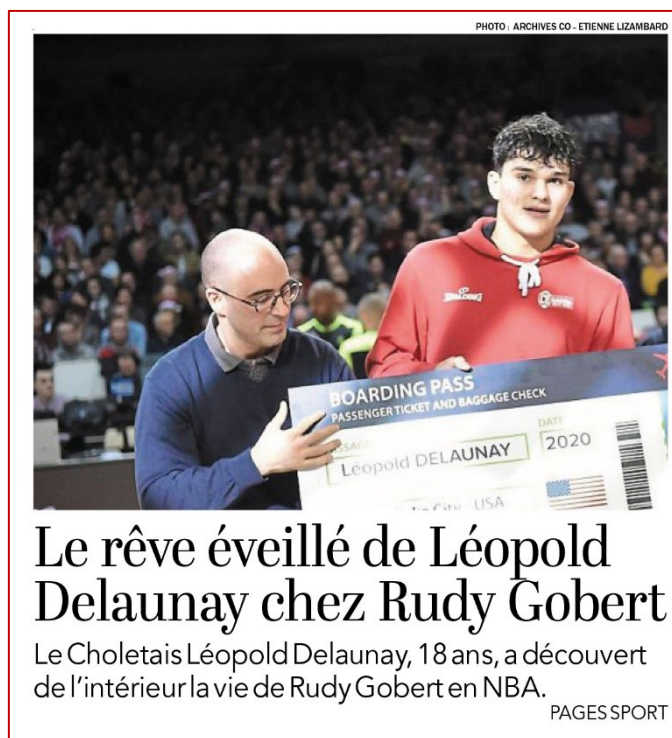 PHOTO : ARCHIVES CO - ETIENNE LIZAMBARD
SPALDING
BOARDING PASS
PASSENGER TICKET AND BAGGAGE CHECK
DATE
Léopold DELAUNAY
2020
City - USA
Le rêve éveillé de Léopold
Delaunay chez Rudy Gobert
Le Choletais Léopold Delaunay, 18 ans, a découvert
de l'intérieur la vie de Rudy Gobert en NBA.
PAGES SPORT